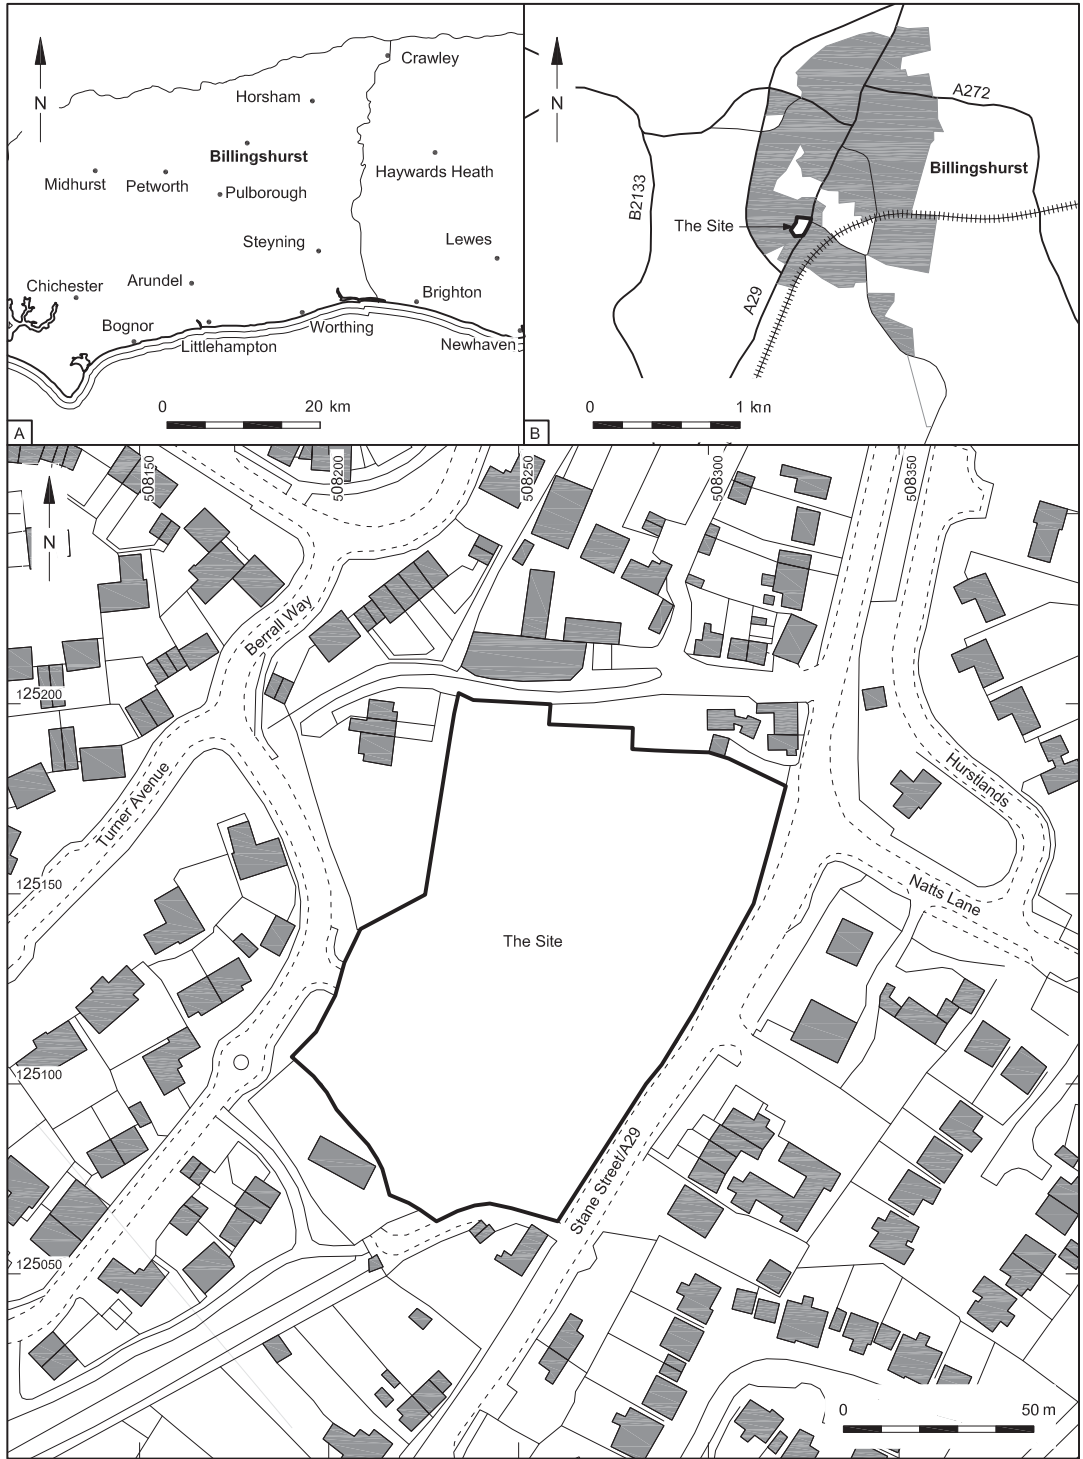 N
Crawley
Horsham
Billingshurst
Haywards Heath
Midhurst
Petworth
Pulborough
Steyning
Lewes
Arundel
Chichester
Brighton
Bognor
Worthing
Littlehampton
Newhaven
0 20 km
A
N
A272
Billingshurst
B2133
The Site
A29
0 1 km
B
508150
508200
508250
508300
508350
N
Berrall Way
125200
Turner Avenue
Hurstlands
125150
Natts Lane
The Site
125100
Stane Street/A29
125050
0 50 m